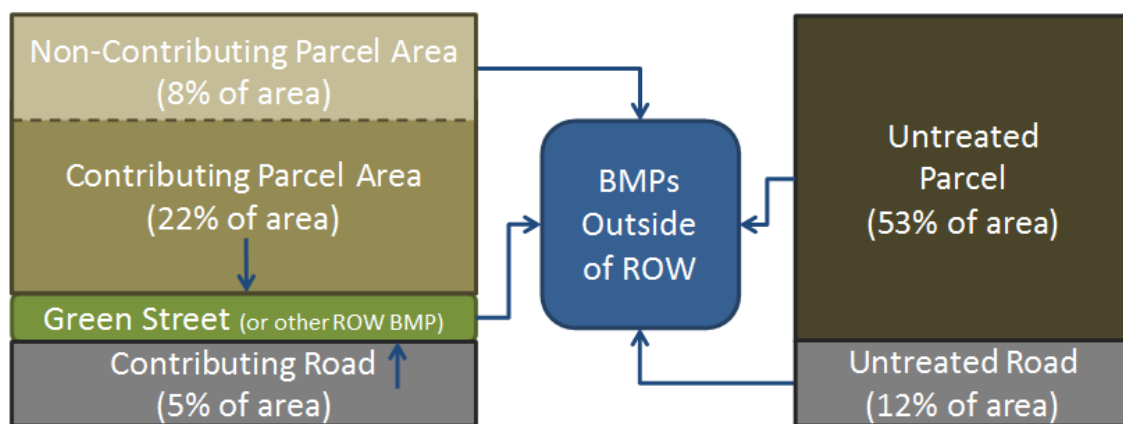 Non-Contributing Parcel Area
(8% of area)
Contributing Parcel Area
(22% of area)
Green Street (or other ROW BMP)
Contributing Road
(5% of area)
BMPs
Outside
of ROW
Untreated
Parcel
(53% of area)
Untreated Road
(12% of area)